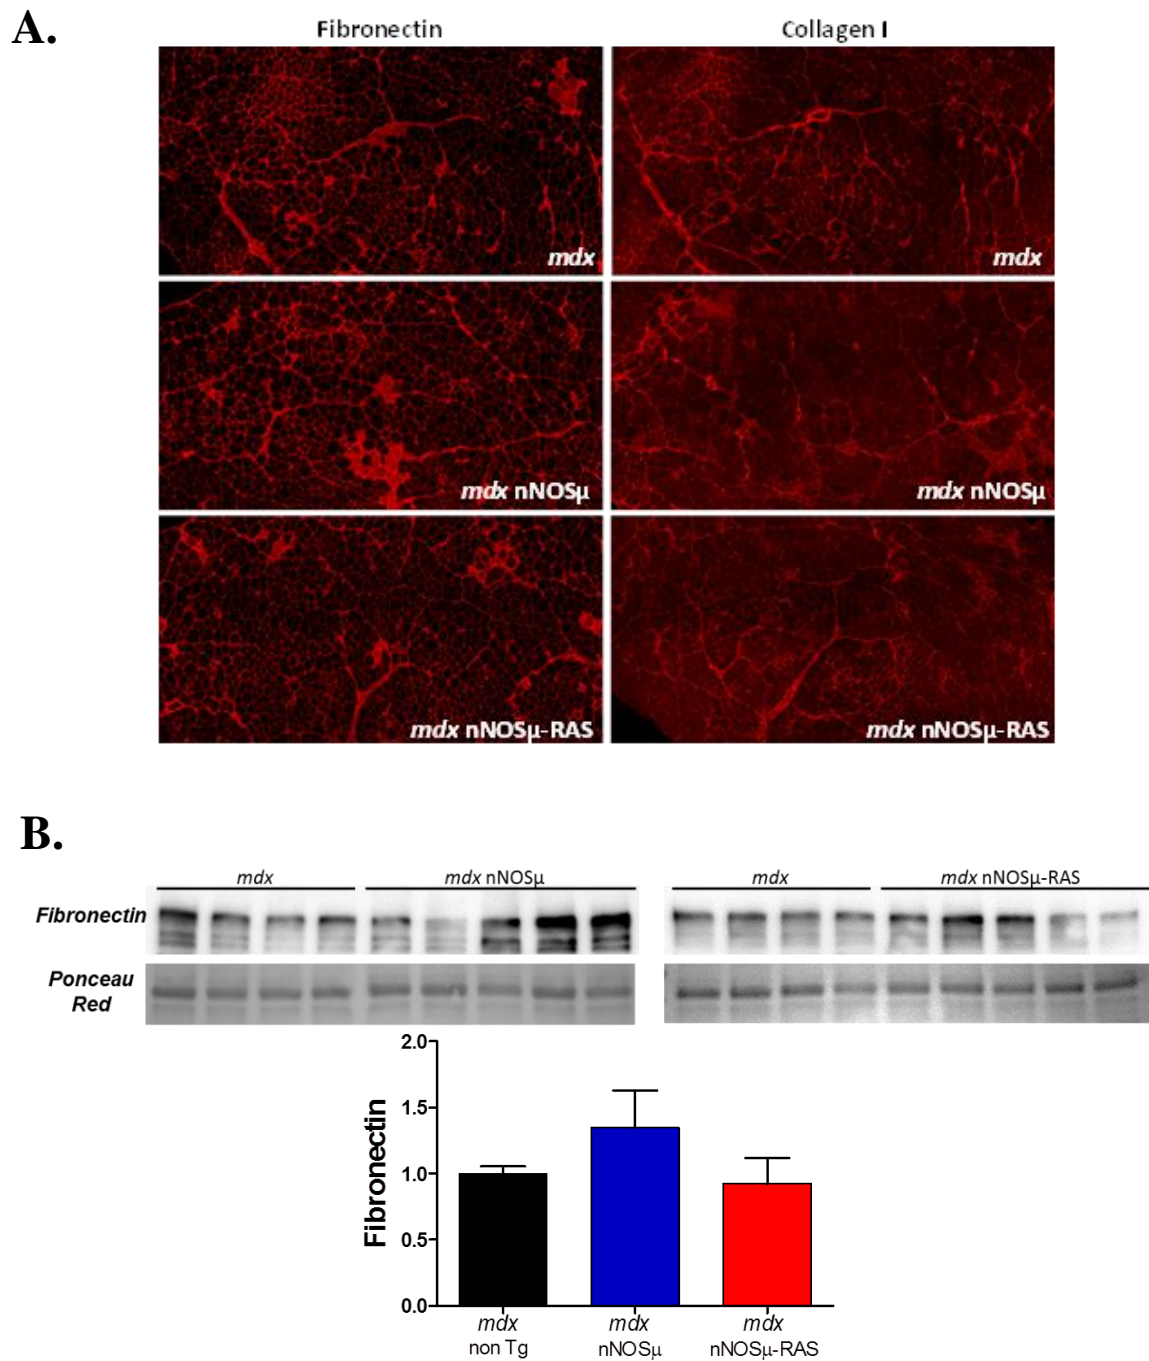 A.
Fibronectin
Collagen I
mdx
mdx
mdx nNOSμ
mdx nNOSμ
mdx nNOSμ-RAS
mdx nNOSμ-RAS
B.
mdx
mdx nNOSμ
mdx
mdx nNOSμ-RAS
Fibronectin
Ponceau
Red
Fibronectin
2.0
1.5
1.0
0.5
0.0
mdx
non Tg
mdx
nNOSμ
mdx
nNOSμ-RAS